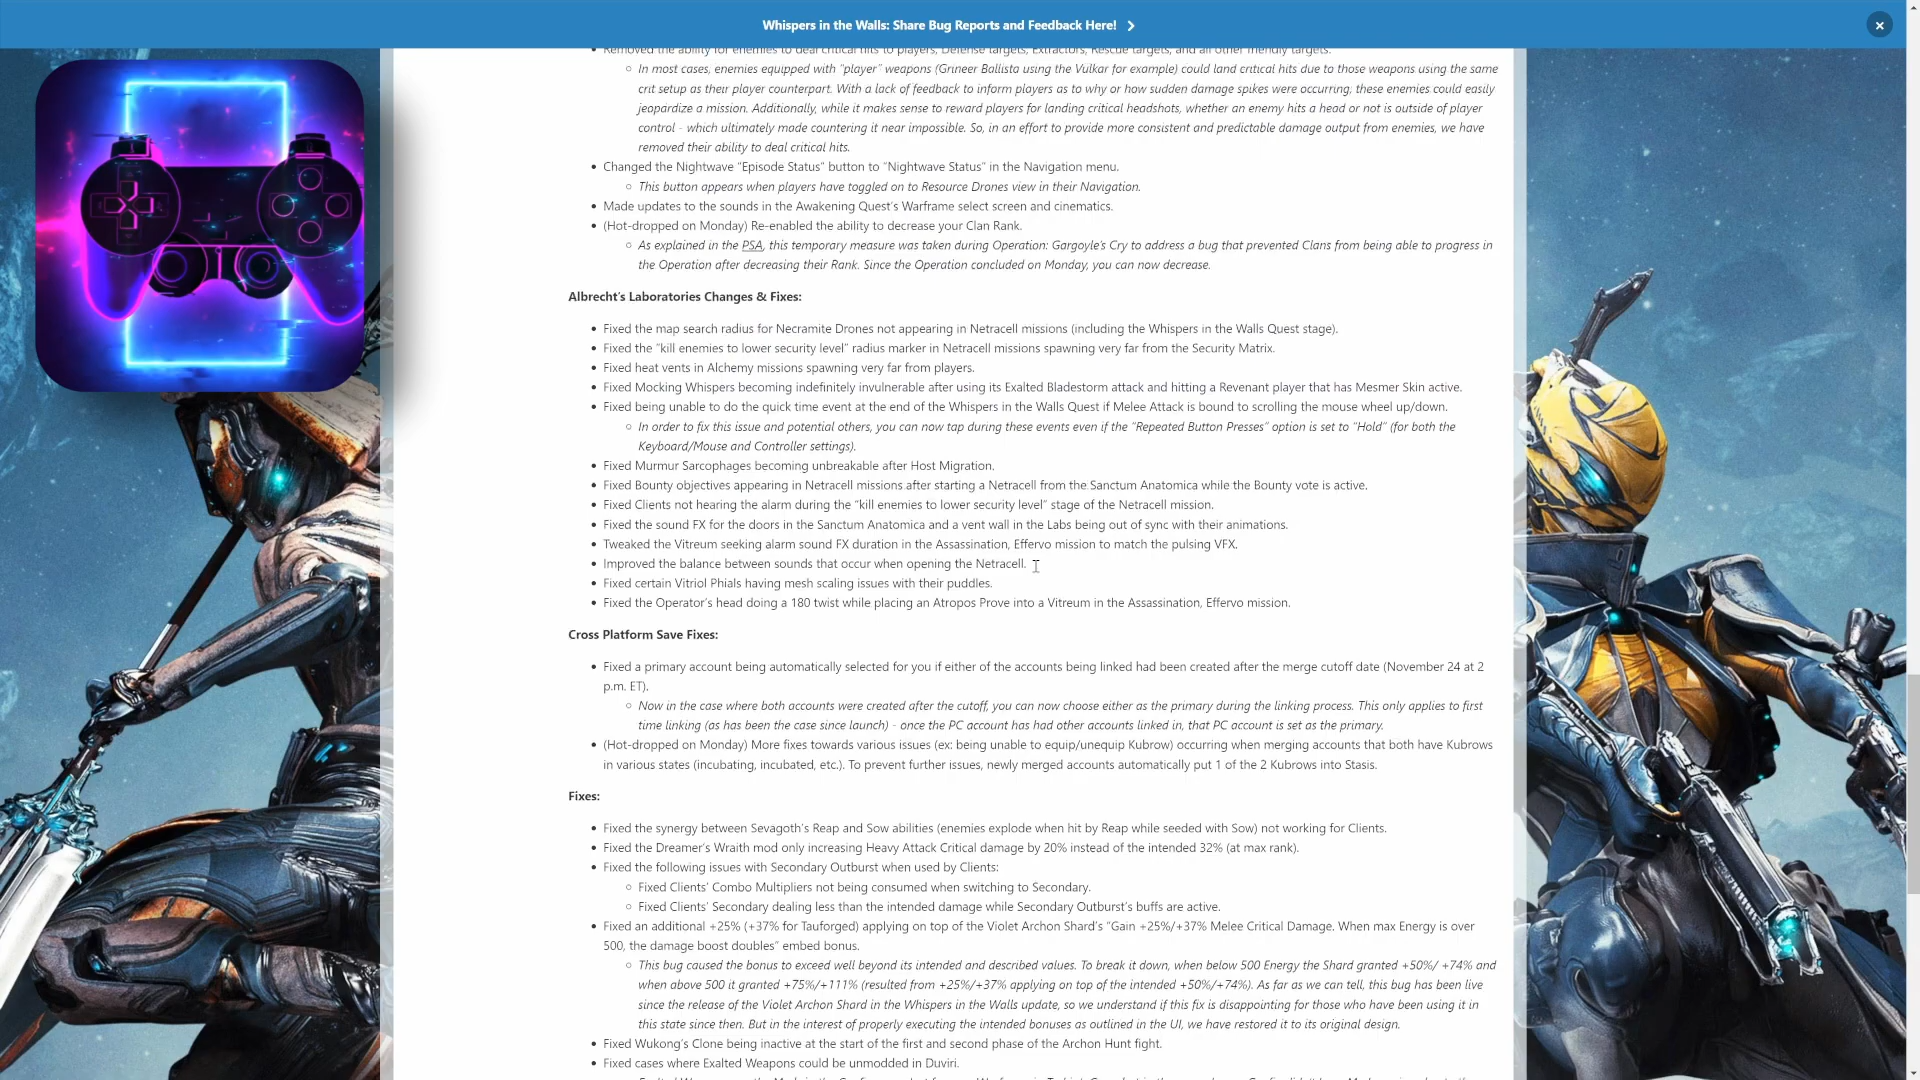 Whispers in the Walls: Share Bug Reports and Feedback Here!
Removed the ability for enemies to deal critical hits to players, Defense targets, Extractors, Rescue targets, and all other friendly targets.
In most cases, enemies equipped with “player” weapons (Grineer Ballista using the Vulkar for example) could land critical hits due to those weapons using the same
crit setup as their player counterpart. With a lack of feedback to inform players as to why or how sudden damage spikes were occurring; these enemies could easily
jeopardize a mission. Additionally, while it makes sense to reward players for landing critical headshots, whether an enemy hits a head or not is outside of player
control - which ultimately made countering it near impossible. So, in an effort to provide more consistent and predictable damage output from enemies, we have
removed their ability to deal critical hits.
Changed the Nightwave “Episode Status” button to “Nightwave Status” in the Navigation menu.
This button appears when players have toggled on to Resource Drones view in their Navigation.
Made updates to the sounds in the Awakening Quest’s Warframe select screen and cinematics.
(Hot-dropped on Monday) Re-enabled the ability to decrease your Clan Rank.
As explained in the PSA, this temporary measure was taken during Operation: Gargoyle’s Cry to address a bug that prevented Clans from being able to progress in
the Operation after decreasing their Rank. Since the Operation concluded on Monday, you can now decrease.
Albrecht’s Laboratories Changes & Fixes:
Fixed the map search radius for Necramite Drones not appearing in Netracell missions (including the Whispers in the Walls Quest stage).
Fixed the “kill enemies to lower security level” radius marker in Netracell missions spawning very far from the Security Matrix.
Fixed heat vents in Alchemy missions spawning very far from players.
Fixed Mocking Whispers becoming indefinitely invulnerable after using its Exalted Bladestorm attack and hitting a Revenant player that has Mesmer Skin active.
Fixed being unable to do the quick time event at the end of the Whispers in the Walls Quest if Melee Attack is bound to scrolling the mouse wheel up/down.
In order to fix this issue and potential others, you can now tap during these events even if the “Repeated Button Presses” option is set to “Hold” (for both the
Keyboard/Mouse and Controller settings).
Fixed Murmur Sarcophages becoming unbreakable after Host Migration.
Fixed Bounty objectives appearing in Netracell missions after starting a Netracell from the Sanctum Anatomica while the Bounty vote is active.
Fixed Clients not hearing the alarm during the “kill enemies to lower security level” stage of the Netracell mission.
Fixed the sound FX for the doors in the Sanctum Anatomica and a vent wall in the Labs being out of sync with their animations.
Tweaked the Vitreum seeking alarm sound FX duration in the Assassination, Effervo mission to match the pulsing VFX.
Improved the balance between sounds that occur when opening the Netracell.
Fixed certain Vitriol Phials having mesh scaling issues with their puddles.
Fixed the Operator’s head doing a 180 twist while placing an Atropos Prove into a Vitreum in the Assassination, Effervo mission.
Cross Platform Save Fixes:
Fixed a primary account being automatically selected for you if either of the accounts being linked had been created after the merge cutoff date (November 24 at 2
p.m. ET).
Now in the case where both accounts were created after the cutoff, you can now choose either as the primary during the linking process. This only applies to first
time linking (as has been the case since launch) - once the PC account has had other accounts linked in, that PC account is set as the primary.
(Hot-dropped on Monday) More fixes towards various issues (ex: being unable to equip/unequip Kubrow) occurring when merging accounts that both have Kubrows
in various states (incubating, incubated, etc.). To prevent further issues, newly merged accounts automatically put 1 of the 2 Kubrows into Stasis.
Fixes:
Fixed the synergy between Sevagoth’s Reap and Sow abilities (enemies explode when hit by Reap while seeded with Sow) not working for Clients.
Fixed the Dreamer’s Wraith mod only increasing Heavy Attack Critical damage by 20% instead of the intended 32% (at max rank).
Fixed the following issues with Secondary Outburst when used by Clients:
Fixed Clients’ Combo Multipliers not being consumed when switching to Secondary.
Fixed Clients’ Secondary dealing less than the intended damage while Secondary Outburst’s buffs are active.
Fixed an additional +25% (+37% for Tauforged) applying on top of the Violet Archon Shard’s “Gain +25%/+37% Melee Critical Damage. When max Energy is over
500, the damage boost doubles” embed bonus.
This bug caused the bonus to exceed well beyond its intended and described values. To break it down, when below 500 Energy the Shard granted +50%/ +74% and
when above 500 it granted +75%/+111% (resulted from +25%/+37% applying on top of the intended +50%/+74%). As far as we can tell, this bug has been live
since the release of the Violet Archon Shard in the Whispers in the Walls update, so we understand if this fix is disappointing for those who have been using it in
this state since then. But in the interest of properly executing the intended bonuses as outlined in the UI, we have restored it to its original design.
Fixed Wukong’s Clone being inactive at the start of the first and second phase of the Archon Hunt fight.
Fixed cases where Exalted Weapons could be unmodded in Duviri.